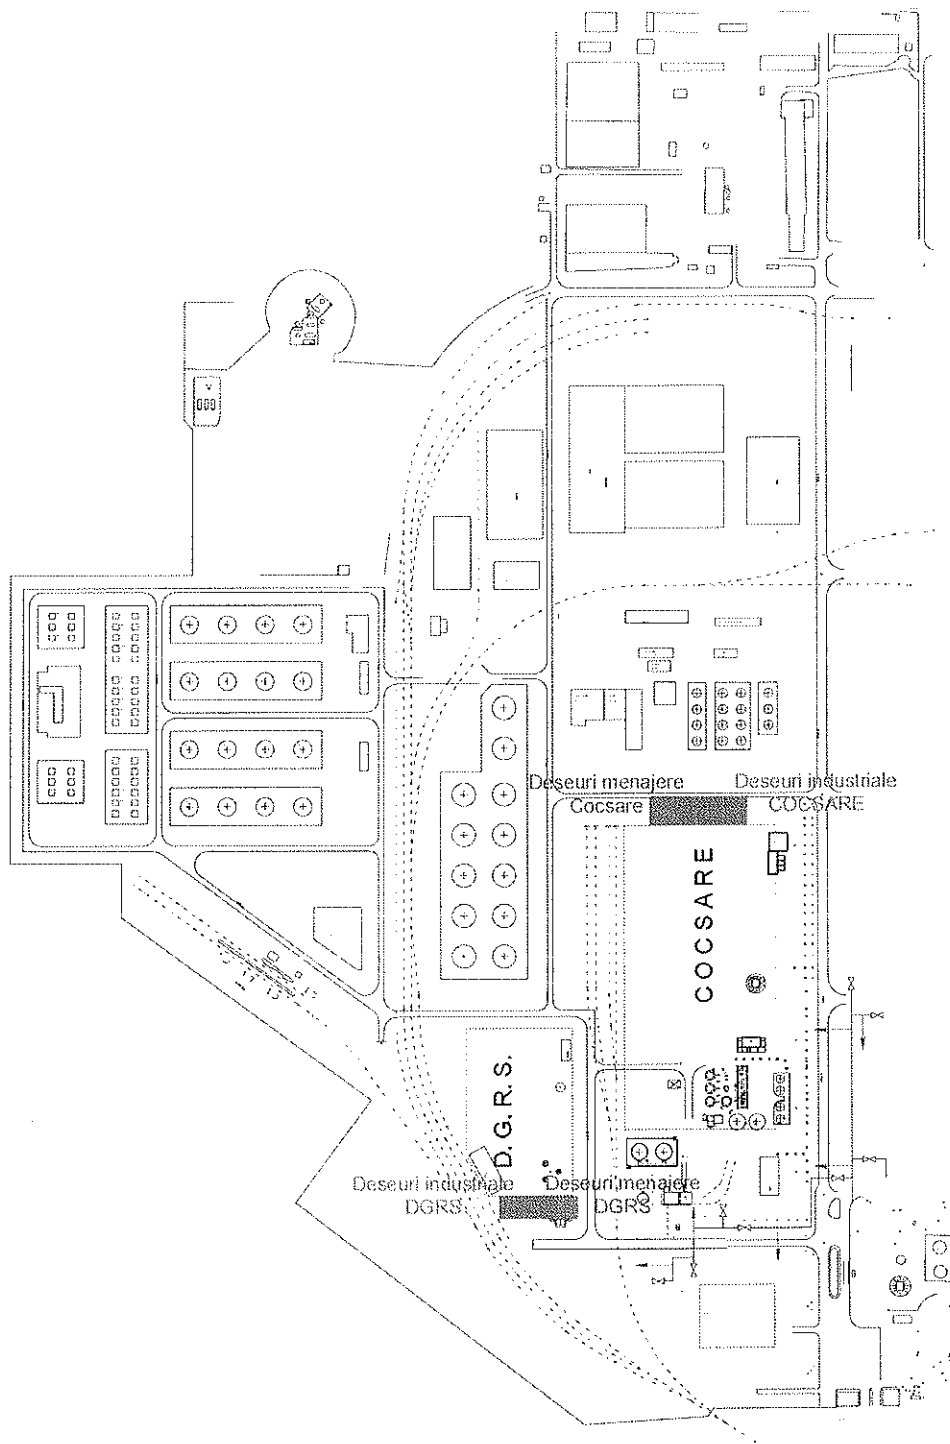 Deseuri menajere
Cocsare
Deseuri industriale
COCSARE
COCSARE
D.G.R.S.
Deseuri industriale
DGRS
Deseuri menajere
DGRS